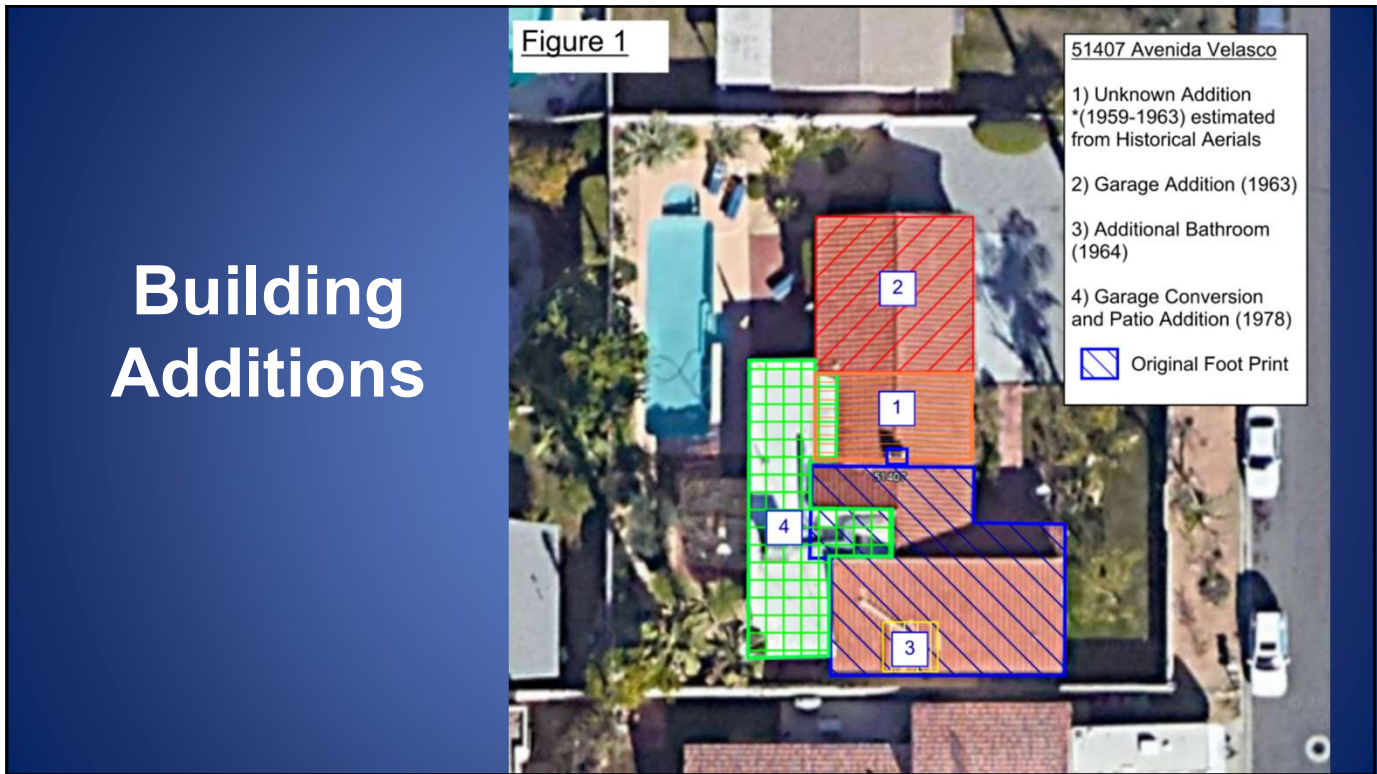 Building
Additions
Figure 1
51407 Avenida Velasco
1) Unknown Addition
*(1959-1963) estimated
from Historical Aerials
2) Garage Addition (1963)
3) Additional Bathroom
(1964)
4) Garage Conversion
and Patio Addition (1978)
Original Foot Print
2
1
51407
4
3